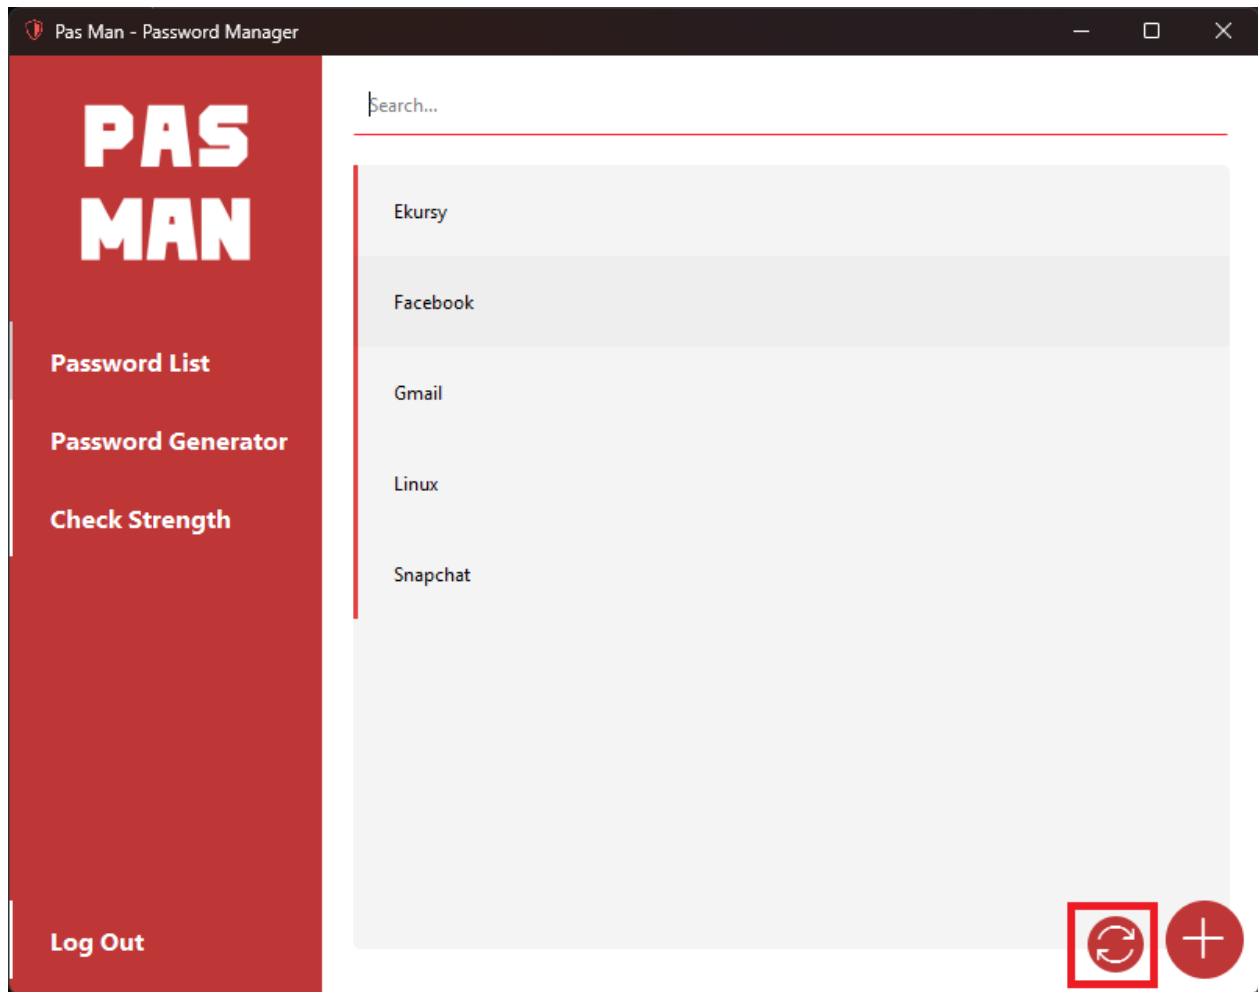 Pas Man - Password Manager
PAS
MAN
Search...
Password List
Password Generator
Check Strength
Log Out
Ekursy
Facebook
Gmail
Linux
Snapchat